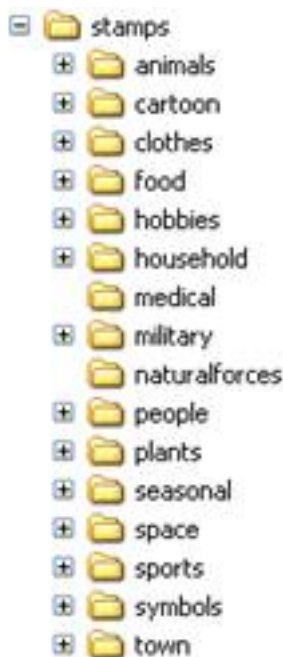 stamps
animals
cartoon
clothes
food
hobbies
household
medical
military
naturalforces
people
plants
seasonal
space
sports
symbols
town